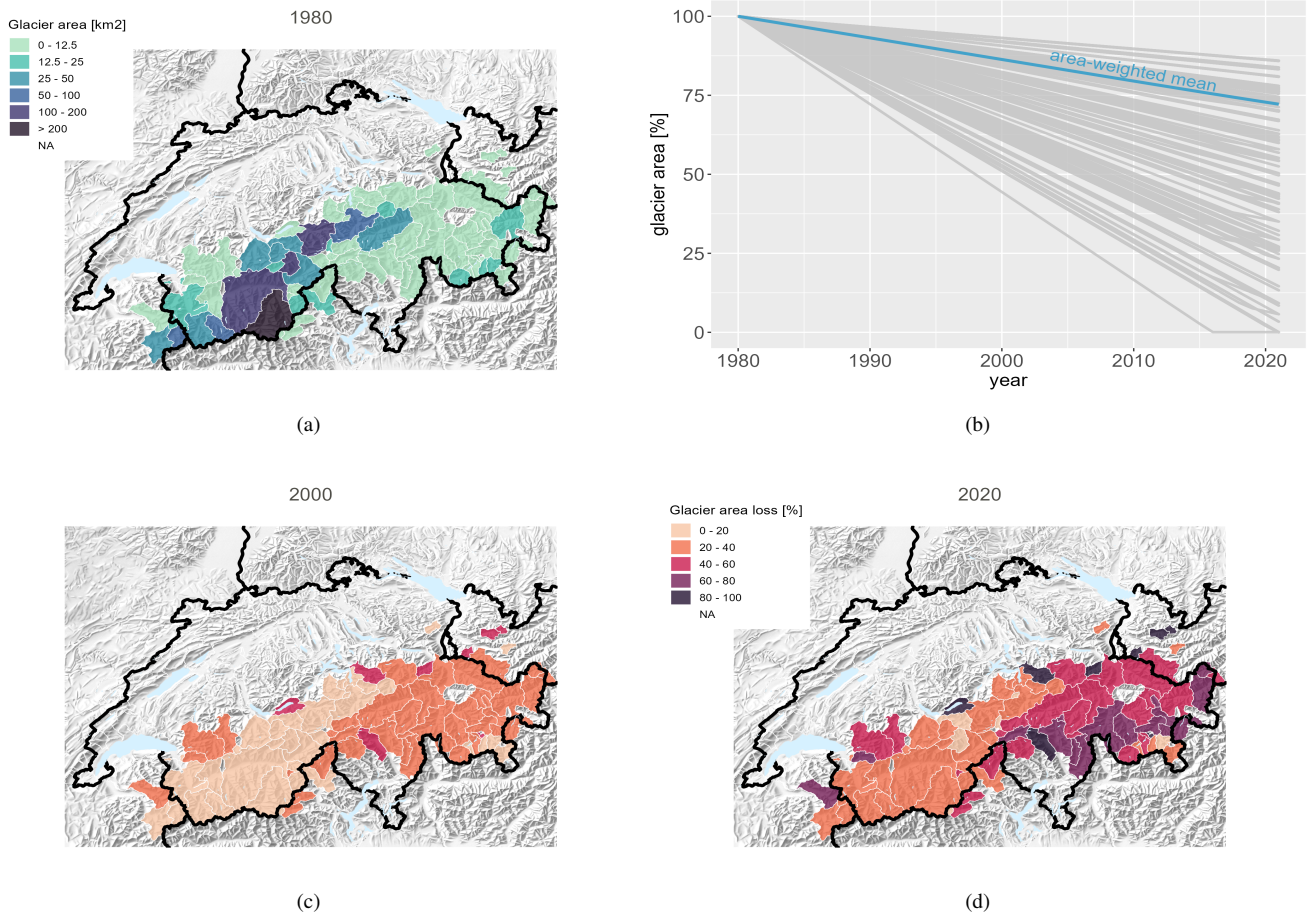 1980
Glacier area [km2]
0 - 12.5
12.5 - 25
25 - 50
50 - 100
100 - 200
> 200
NA
(a)
glacier area [%]
100
75
50
25
0
area-weighted mean
1980 1990 2000 2010 2020
year
(b)
2000
(c)
2020
Glacier area loss [%]
0 - 20
20 - 40
40 - 60
60 - 80
80 - 100
NA
(d)